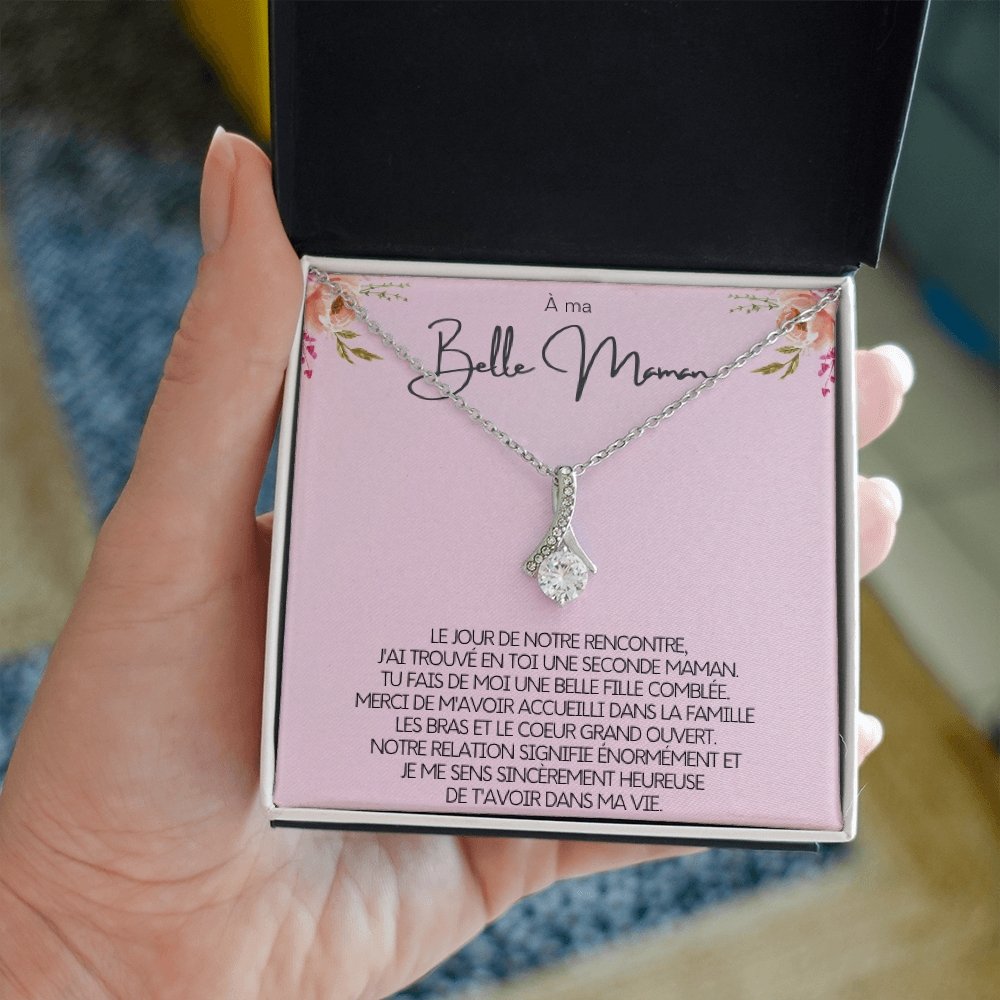 À ma
Belle Maman
LE JOUR DE NOTRE RENCONTRE,
J'AI TROUVÉ EN TOI UNE SECONDE MAMAN.
TU FAIS DE MOI UNE BELLE FILLE COMBLÉE.
MERCI DE M'AVOIR ACCUEILLI DANS LA FAMILLE
LES BRAS ET LE COEUR GRAND OUVERT.
NOTRE RELATION SIGNIFIE ÉNORMÉMENT ET
JE ME SENS SINCÈREMENT HEUREUSE
DE T'AVOIR DANS MA VIE.